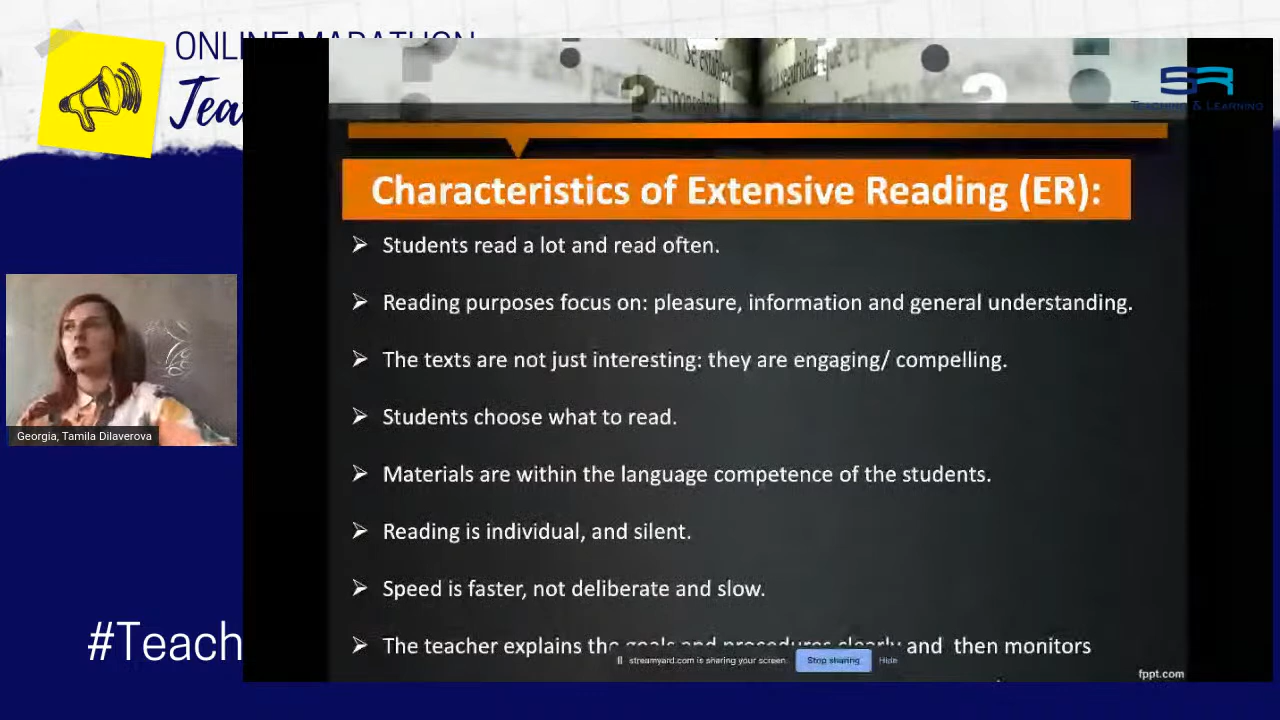 ONLINE MARATHON
Tea
SR
TEACHING & LEARNING
Characteristics of Extensive Reading (ER):
Students read a lot and read often.
Reading purposes focus on: pleasure, information and general understanding.
The texts are not just interesting: they are engaging/ compelling.
Students choose what to read.
Materials are within the language competence of the students.
Reading is individual, and silent.
Speed is faster, not deliberate and slow.
The teacher explains the goals and procedures clearly and then monitors
streamyard.com is sharing your screen. Stop sharing Hide
fppt.com
Georgia, Tamila Dilaverova
#Teach